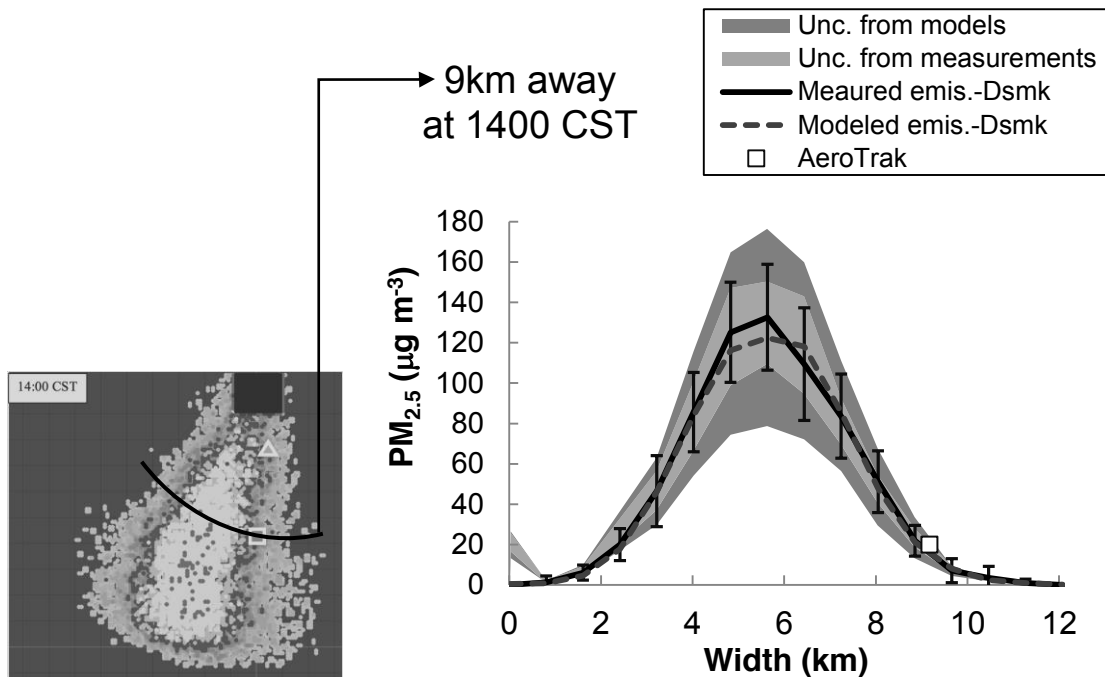 Unc. from models
Unc. from measurements
Meaured emis.-Dsmk
Modeled emis.-Dsmk
AeroTrak
9km away
at 1400 CST
14:00 CST
PM2.5 (µg m-3)
180
160
140
120
100
80
60
40
20
0
0 2 4 6 8 10 12
Width (km)